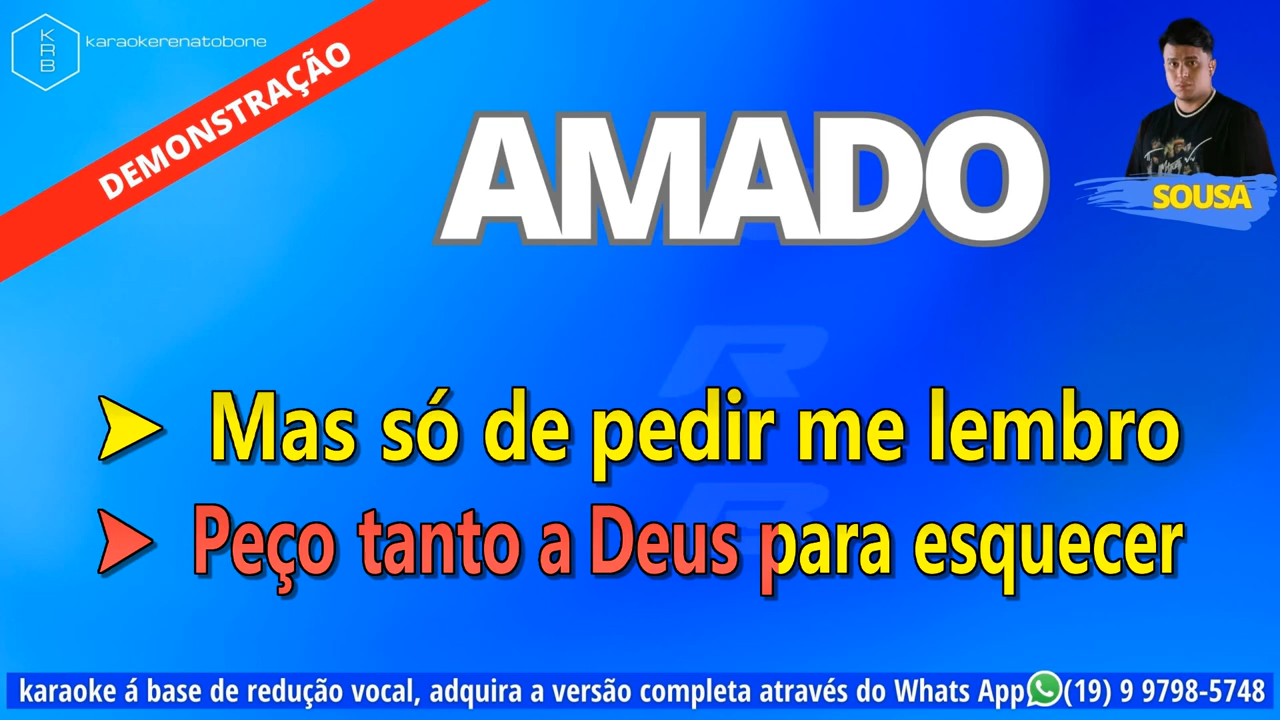 KRB
karaokerenatobone
DEMONSTRAÇÃO
AMADO
SOUSA
R
B
Mas só de pedir me lembro
Peço tanto a Deus para esquecer
karaoke á base de redução vocal, adquira a versão completa através do Whats App (19) 9 9798-5748